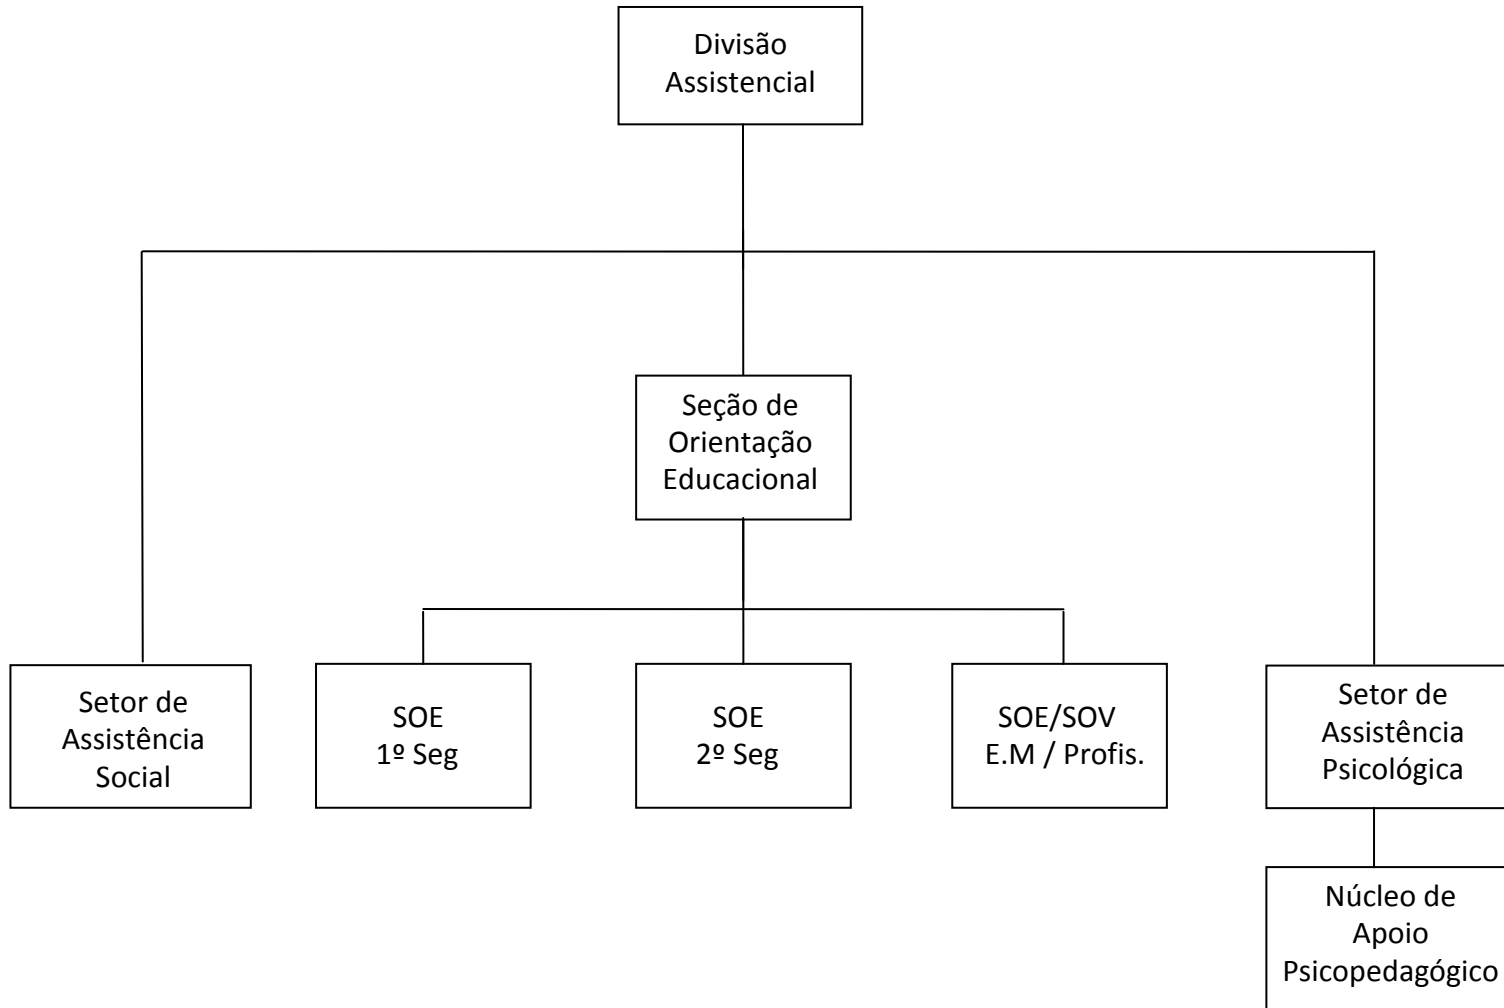 Divisão
Assistencial
Seção de
Orientação
Educacional
Setor de
Assistência
Social
SOE
1º Seg
SOE
2º Seg
SOE/SOV
E.M / Profis.
Setor de
Assistência
Psicológica
Núcleo de
Apoio
Psicopedagógico